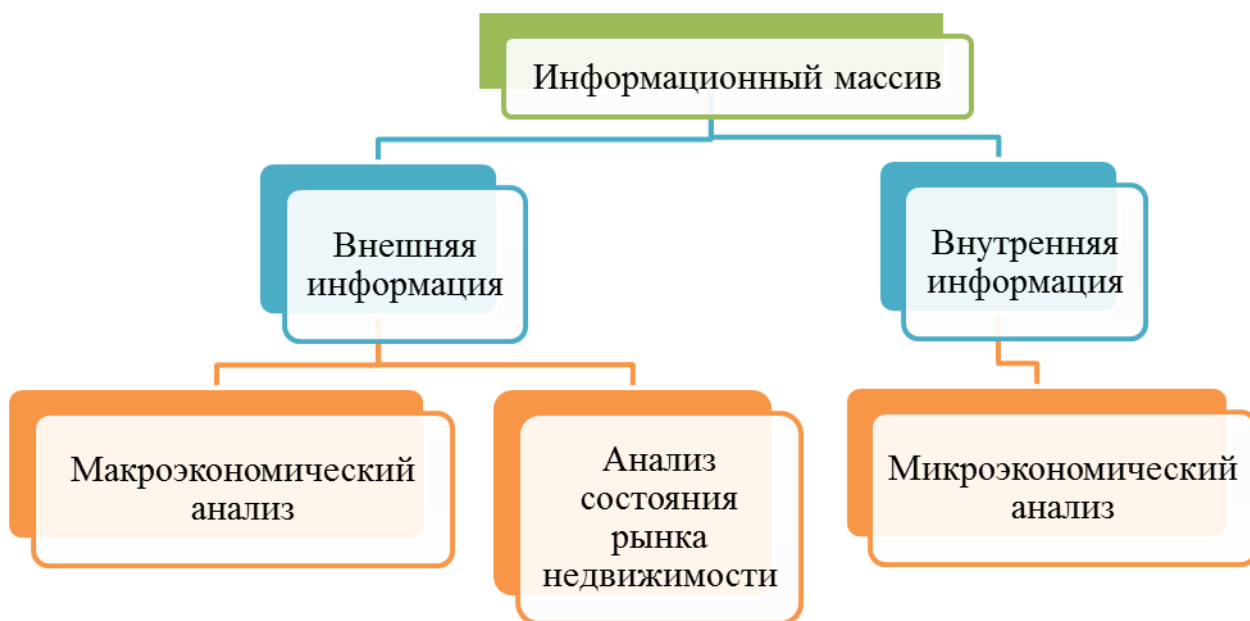 Информационный массив
Внешняя
информация
Внутренняя
информация
Макроэкономический
анализ
Анализ
состояния
рынка
недвижимости
Микроэкономический
анализ